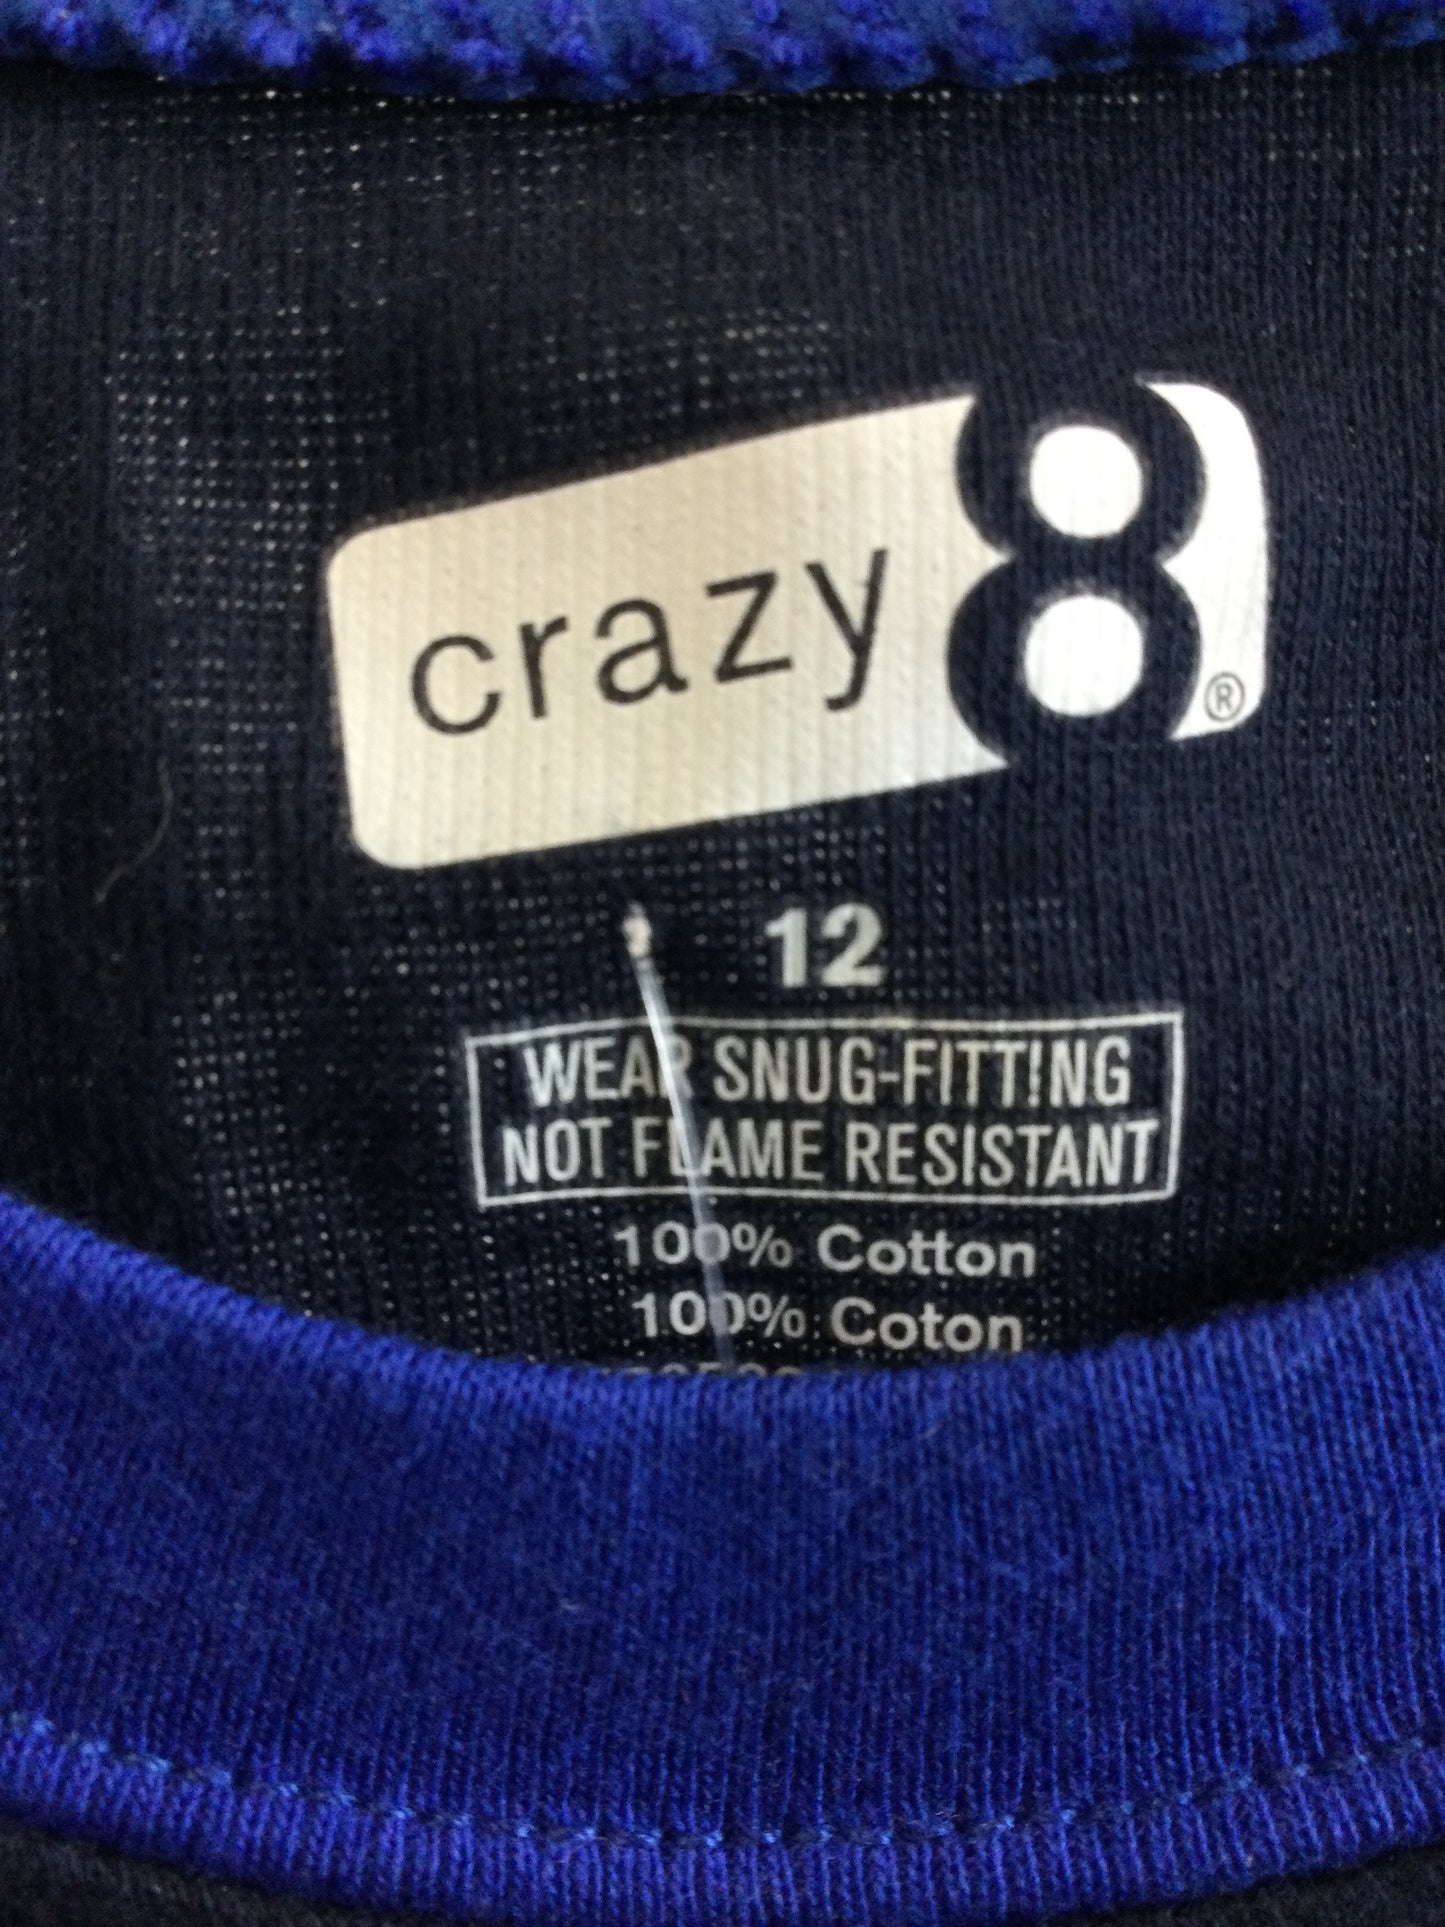 crazy 8 ®
12
WEAR SNUG-FITTING
NOT FLAME RESISTANT
100% Cotton
100% Coton